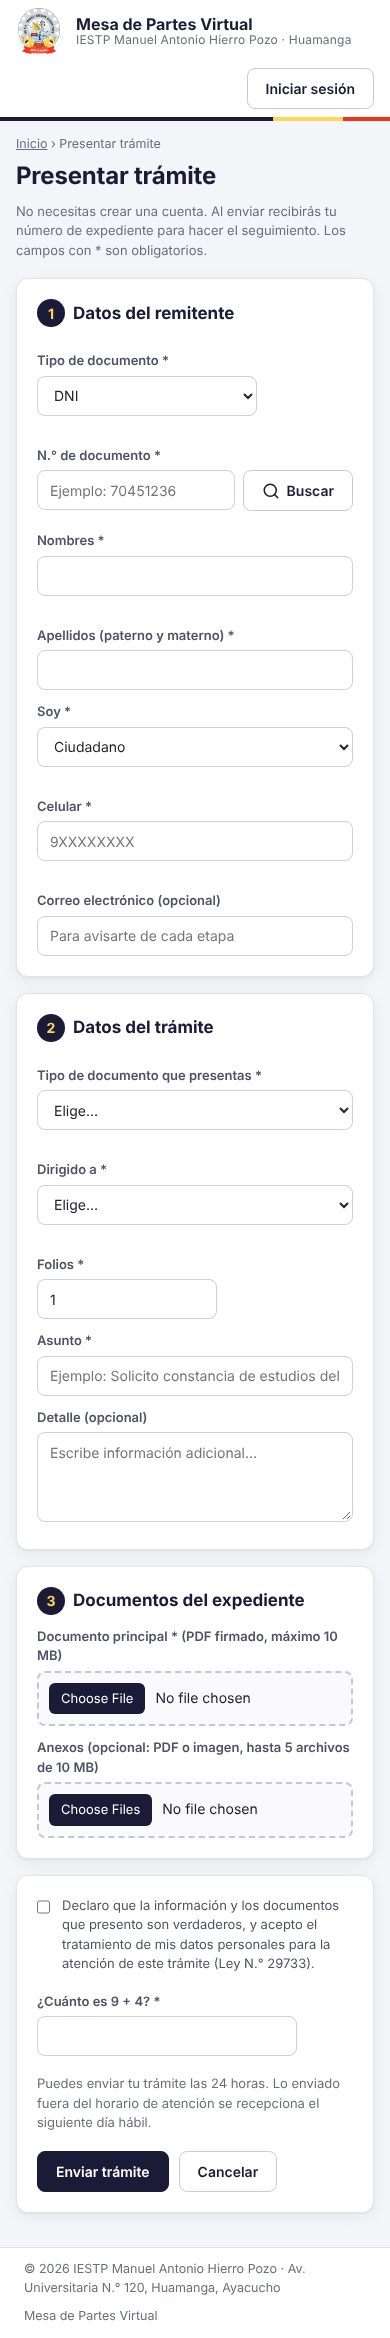 Mesa de Partes Virtual
IESTP Manuel Antonio Hierro Pozo · Huamanga
Iniciar sesión
Inicio › Presentar trámite
Presentar trámite
No necesitas crear una cuenta. Al enviar recibirás tu
número de expediente para hacer el seguimiento. Los
campos con * son obligatorios.
1 Datos del remitente
Tipo de documento *
DNI
N.° de documento *
Ejemplo: 70451236
Buscar
Nombres *
Apellidos (paterno y materno) *
Soy *
Ciudadano
Celular *
9XXXXXXXX
Correo electrónico (opcional)
Para avisarte de cada etapa
2 Datos del trámite
Tipo de documento que presentas *
Elige...
Dirigido a *
Elige...
Folios *
1
Asunto *
Ejemplo: Solicito constancia de estudios del
Detalle (opcional)
Escribe información adicional...
3 Documentos del expediente
Documento principal * (PDF firmado, máximo 10
MB)
Choose File No file chosen
Anexos (opcional: PDF o imagen, hasta 5 archivos
de 10 MB)
Choose Files No file chosen
Declaro que la información y los documentos
que presento son verdaderos, y acepto el
tratamiento de mis datos personales para la
atención de este trámite (Ley N.° 29733).
¿Cuánto es 9 + 4? *
Puedes enviar tu trámite las 24 horas. Lo enviado
fuera del horario de atención se recepciona el
siguiente día hábil.
Enviar trámite
Cancelar
© 2026 IESTP Manuel Antonio Hierro Pozo · Av.
Universitaria N.° 120, Huamanga, Ayacucho
Mesa de Partes Virtual